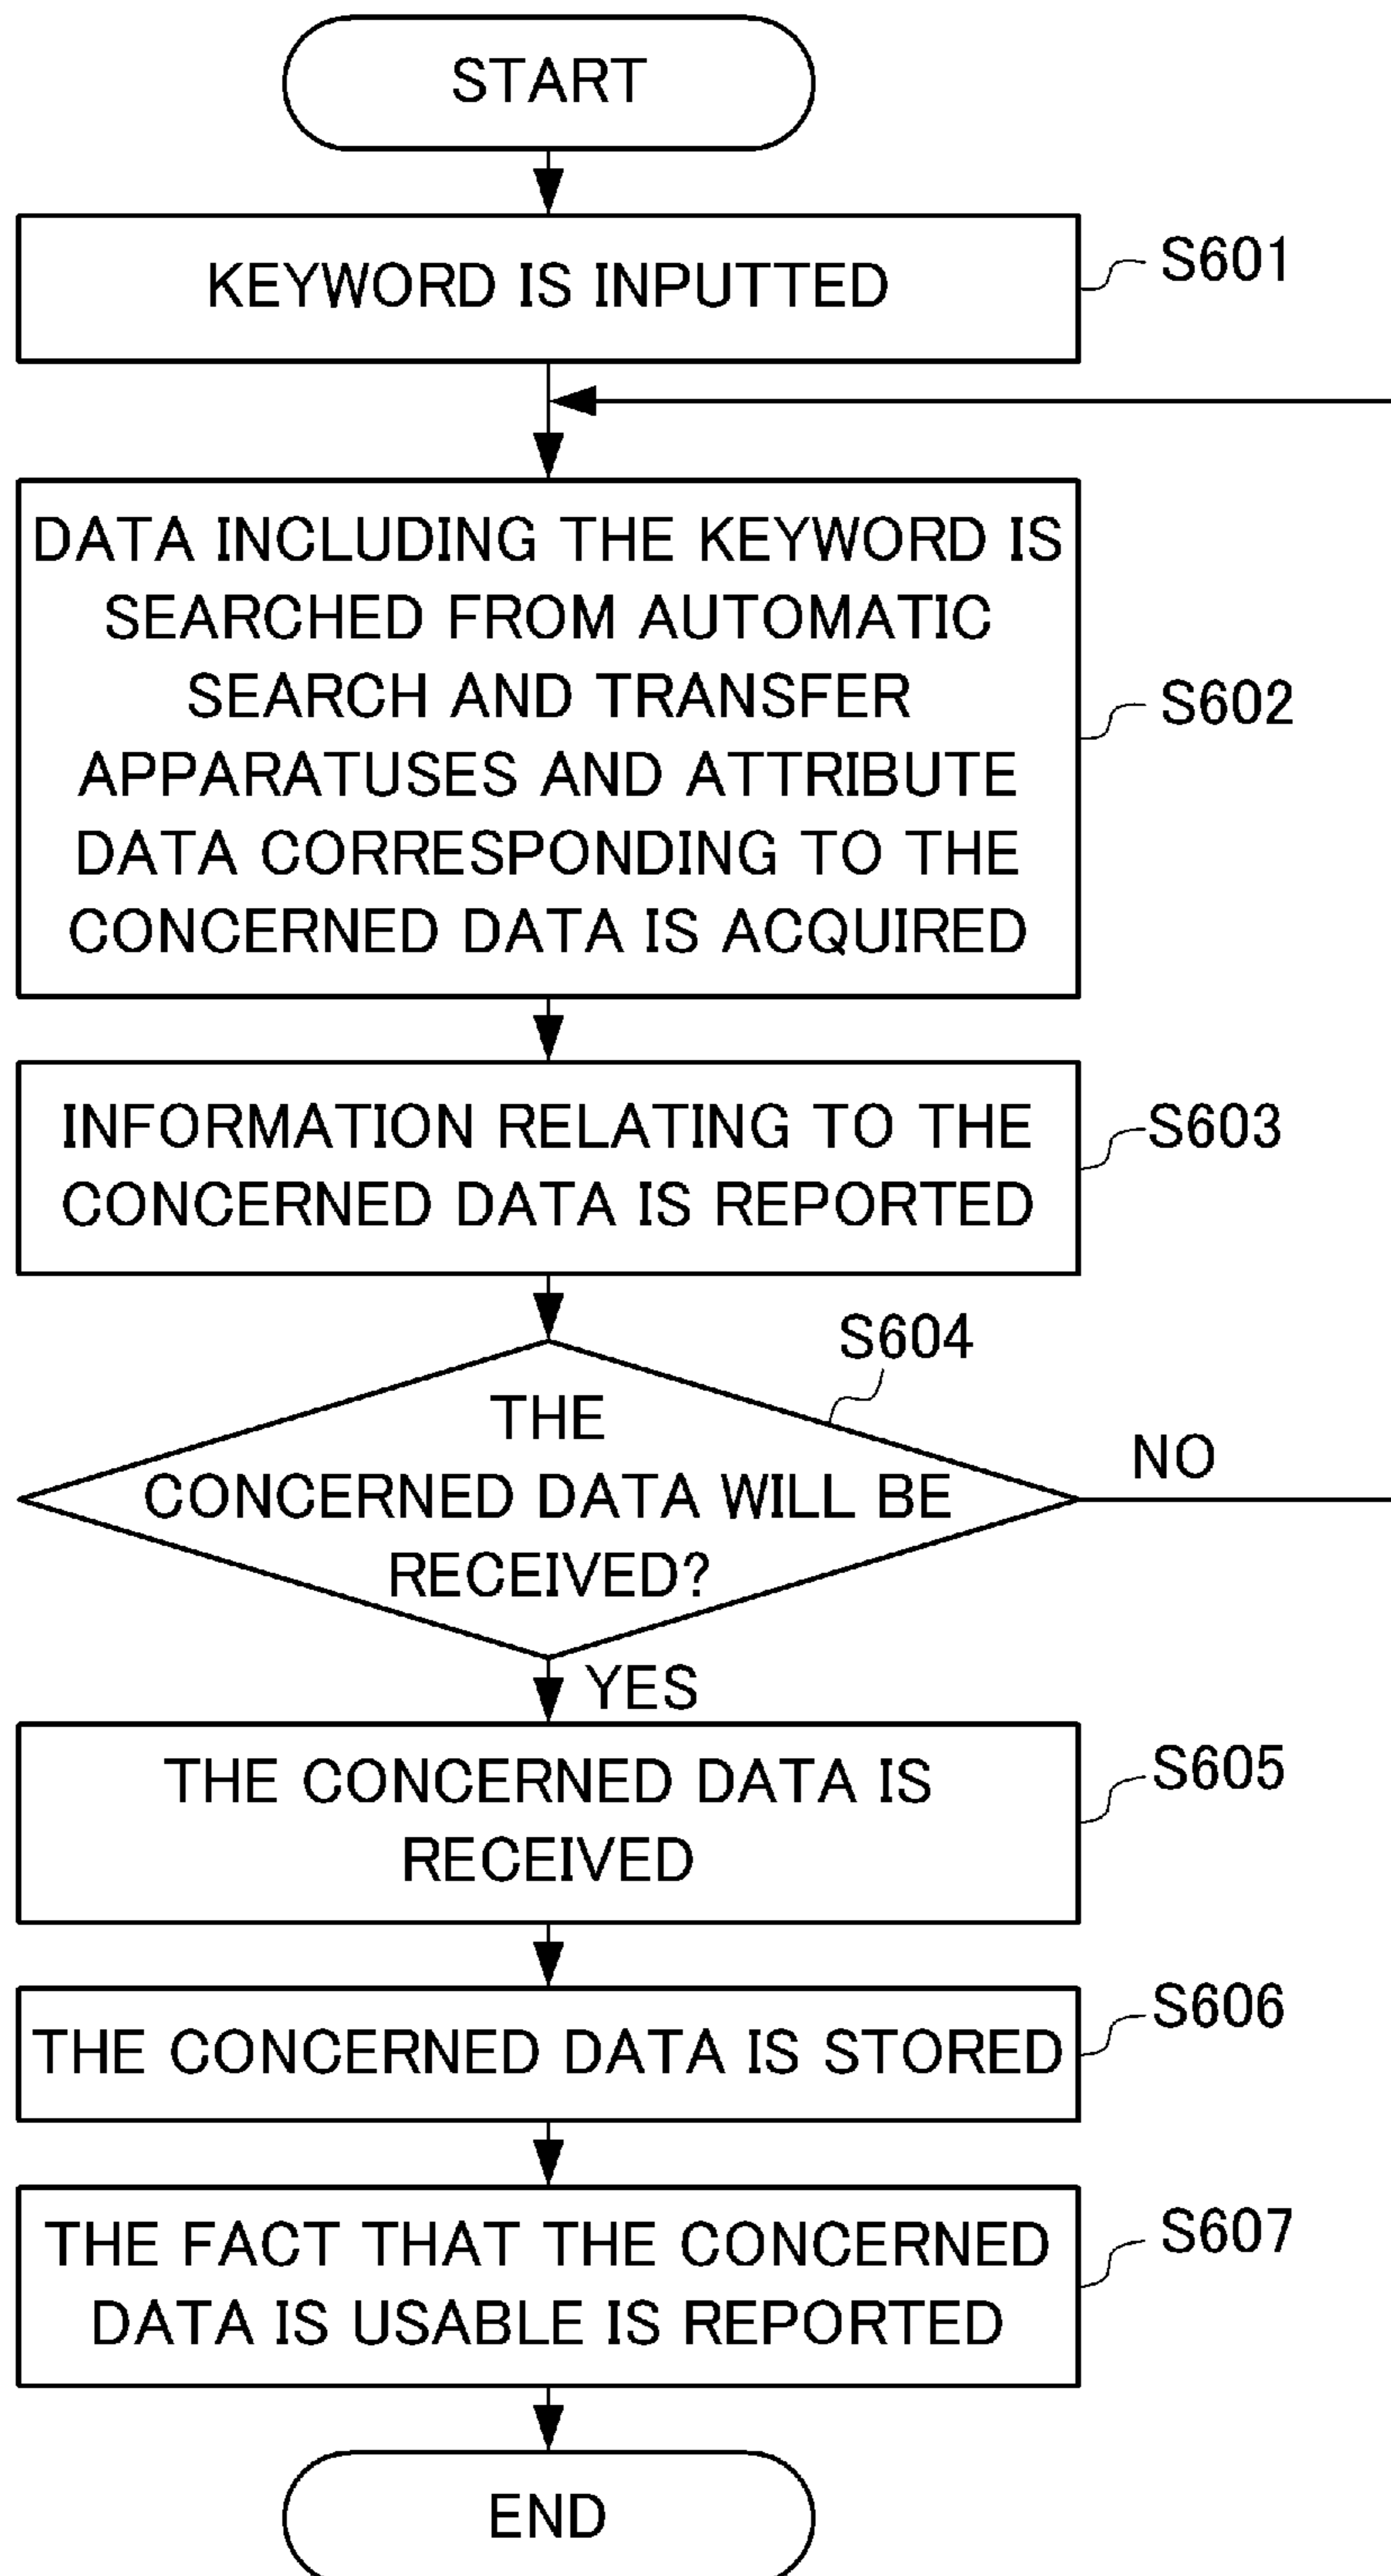 START
KEYWORD IS INPUTTED
S601
DATA INCLUDING THE KEYWORD IS
SEARCHED FROM AUTOMATIC
SEARCH AND TRANSFER
APPARATUSES AND ATTRIBUTE
DATA CORRESPONDING TO THE
CONCERNED DATA IS ACQUIRED
S602
INFORMATION RELATING TO THE
CONCERNED DATA IS REPORTED
S603
S604
THE
CONCERNED DATA WILL BE
RECEIVED?
NO
YES
THE CONCERNED DATA IS
RECEIVED
S605
THE CONCERNED DATA IS STORED
S606
THE FACT THAT THE CONCERNED
DATA IS USABLE IS REPORTED
S607
END